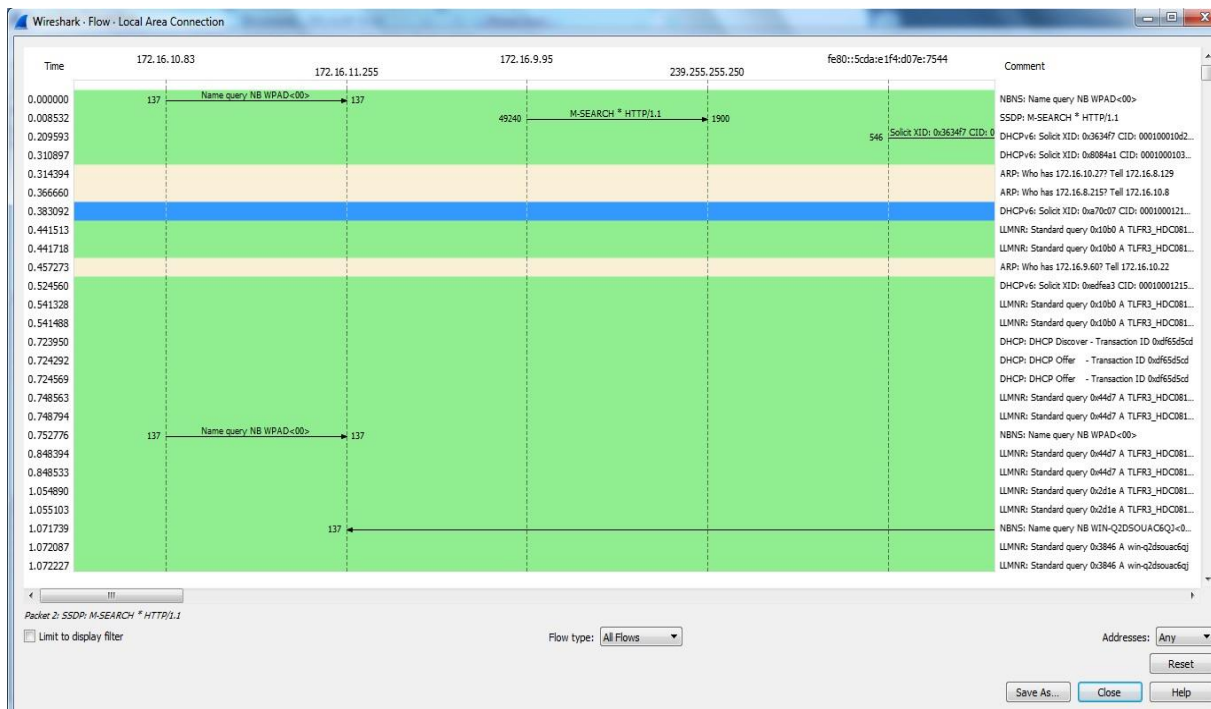 Wireshark · Flow · Local Area Connection
Time 172.16.10.83 172.16.11.255 172.16.9.95 239.255.255.250 fe80::5cda:e1f4:d07e:7544 Comment
0.000000 137 Name query NB WPAD<00> 137 NBNS: Name query NB WPAD<00>
0.008532 49240 M-SEARCH * HTTP/1.1 1900 SSDP: M-SEARCH * HTTP/1.1
0.209593 546 Solicit XID: 0x3634f7 CID: 0 DHCPv6: Solicit XID: 0x3634f7 CID: 000100010d2...
0.310897 DHCPv6: Solicit XID: 0x8084a1 CID: 0001000103...
0.314394 ARP: Who has 172.16.10.27? Tell 172.16.8.129
0.366660 ARP: Who has 172.16.8.215? Tell 172.16.10.8
0.383092 DHCPv6: Solicit XID: 0xa70c07 CID: 0001000121...
0.441513 LLMNR: Standard query 0x10b0 A TLFR3_HDC081...
0.441718 LLMNR: Standard query 0x10b0 A TLFR3_HDC081...
0.457273 ARP: Who has 172.16.9.60? Tell 172.16.10.22
0.524560 DHCPv6: Solicit XID: 0xedfea3 CID: 00010001215...
0.541328 LLMNR: Standard query 0x10b0 A TLFR3_HDC081...
0.541488 LLMNR: Standard query 0x10b0 A TLFR3_HDC081...
0.723950 DHCP: DHCP Discover - Transaction ID 0xdf65d5cd
0.724292 DHCP: DHCP Offer - Transaction ID 0xdf65d5cd
0.724569 DHCP: DHCP Offer - Transaction ID 0xdf65d5cd
0.748563 LLMNR: Standard query 0x44d7 A TLFR3_HDC081...
0.748794 LLMNR: Standard query 0x44d7 A TLFR3_HDC081...
0.752776 137 Name query NB WPAD<00> 137 NBNS: Name query NB WPAD<00>
0.848394 LLMNR: Standard query 0x44d7 A TLFR3_HDC081...
0.848533 LLMNR: Standard query 0x44d7 A TLFR3_HDC081...
1.054890 LLMNR: Standard query 0x2d1e A TLFR3_HDC081...
1.055103 LLMNR: Standard query 0x2d1e A TLFR3_HDC081...
1.071739 137 NBNS: Name query NB WIN-Q2DSOUAC6QJ<0...
1.072087 LLMNR: Standard query 0x3846 A win-q2dsouac6qj
1.072227 LLMNR: Standard query 0x3846 A win-q2dsouac6qj
Packet 2: SSDP: M-SEARCH * HTTP/1.1
Limit to display filter Flow type: All Flows Addresses: Any
Reset
Save As... Close Help